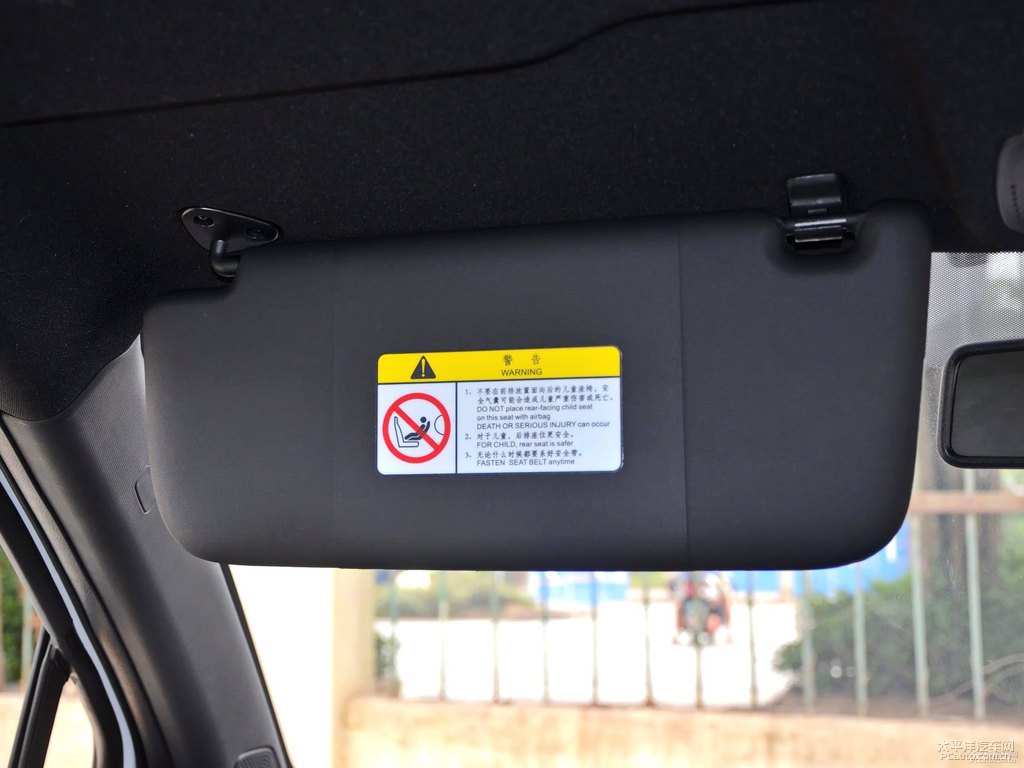 警 告
WARNING
1、不要在前排放置面向后的儿童座椅，安
全气囊可能会造成儿童严重伤害或死亡。
DO NOT place rear-facing child seat
on this seat with airbag
DEATH OR SERIOUS INJURY can occur
2、对于儿童，后排座位更安全。
FOR CHILD, rear seat is safer
3、无论什么时候都要系好安全带。
FASTEN SEAT BELT anytime
太平洋汽车网
PCauto.com.cn